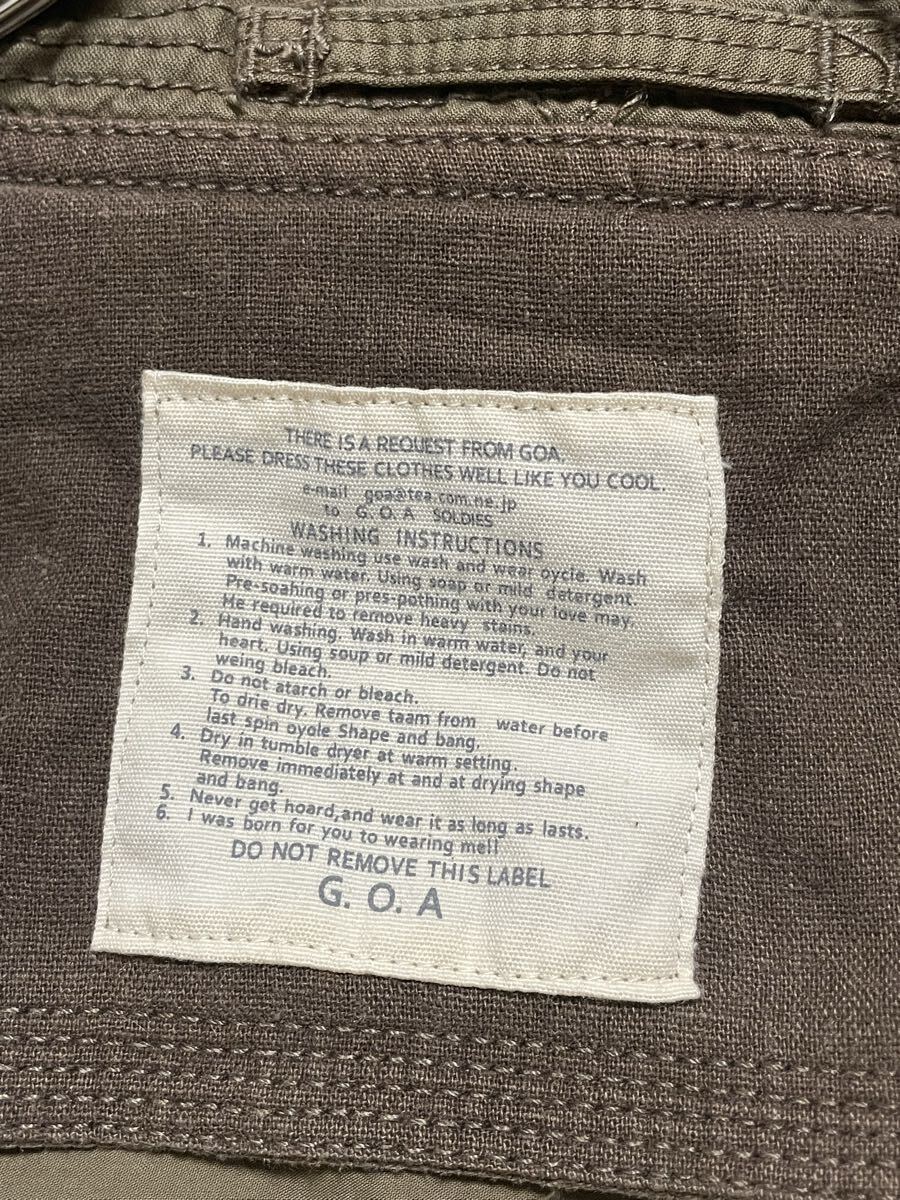 THERE IS A REQUEST FROM GOA.
PLEASE DRESS THESE CLOTHES WELL LIKE YOU COOL.
e-mail goa@tea.com.ne.jp
to G. O. A SOLDIES
WASHING INSTRUCTIONS
1. Machine washing use wash and wear oycle. Wash
with warm water. Using soap or mild detergent.
Pre-soahing or pres-pothing with your love may.
He required to remove heavy stains.
2. Hand washing. Wash in warm water, and your
heart. Using soup or mild detergent. Do not
weing bleach.
3. Do not atarch or bleach.
To drie dry. Remove taam from water before
last spin oyole Shape and bang.
4. Dry in tumble dryer at warm setting.
Remove immediately at and at drying shape
and bang.
5. Never get hoard,and wear it as long as lasts.
6. I was born for you to wearing mell
DO NOT REMOVE THIS LABEL
G. O. A